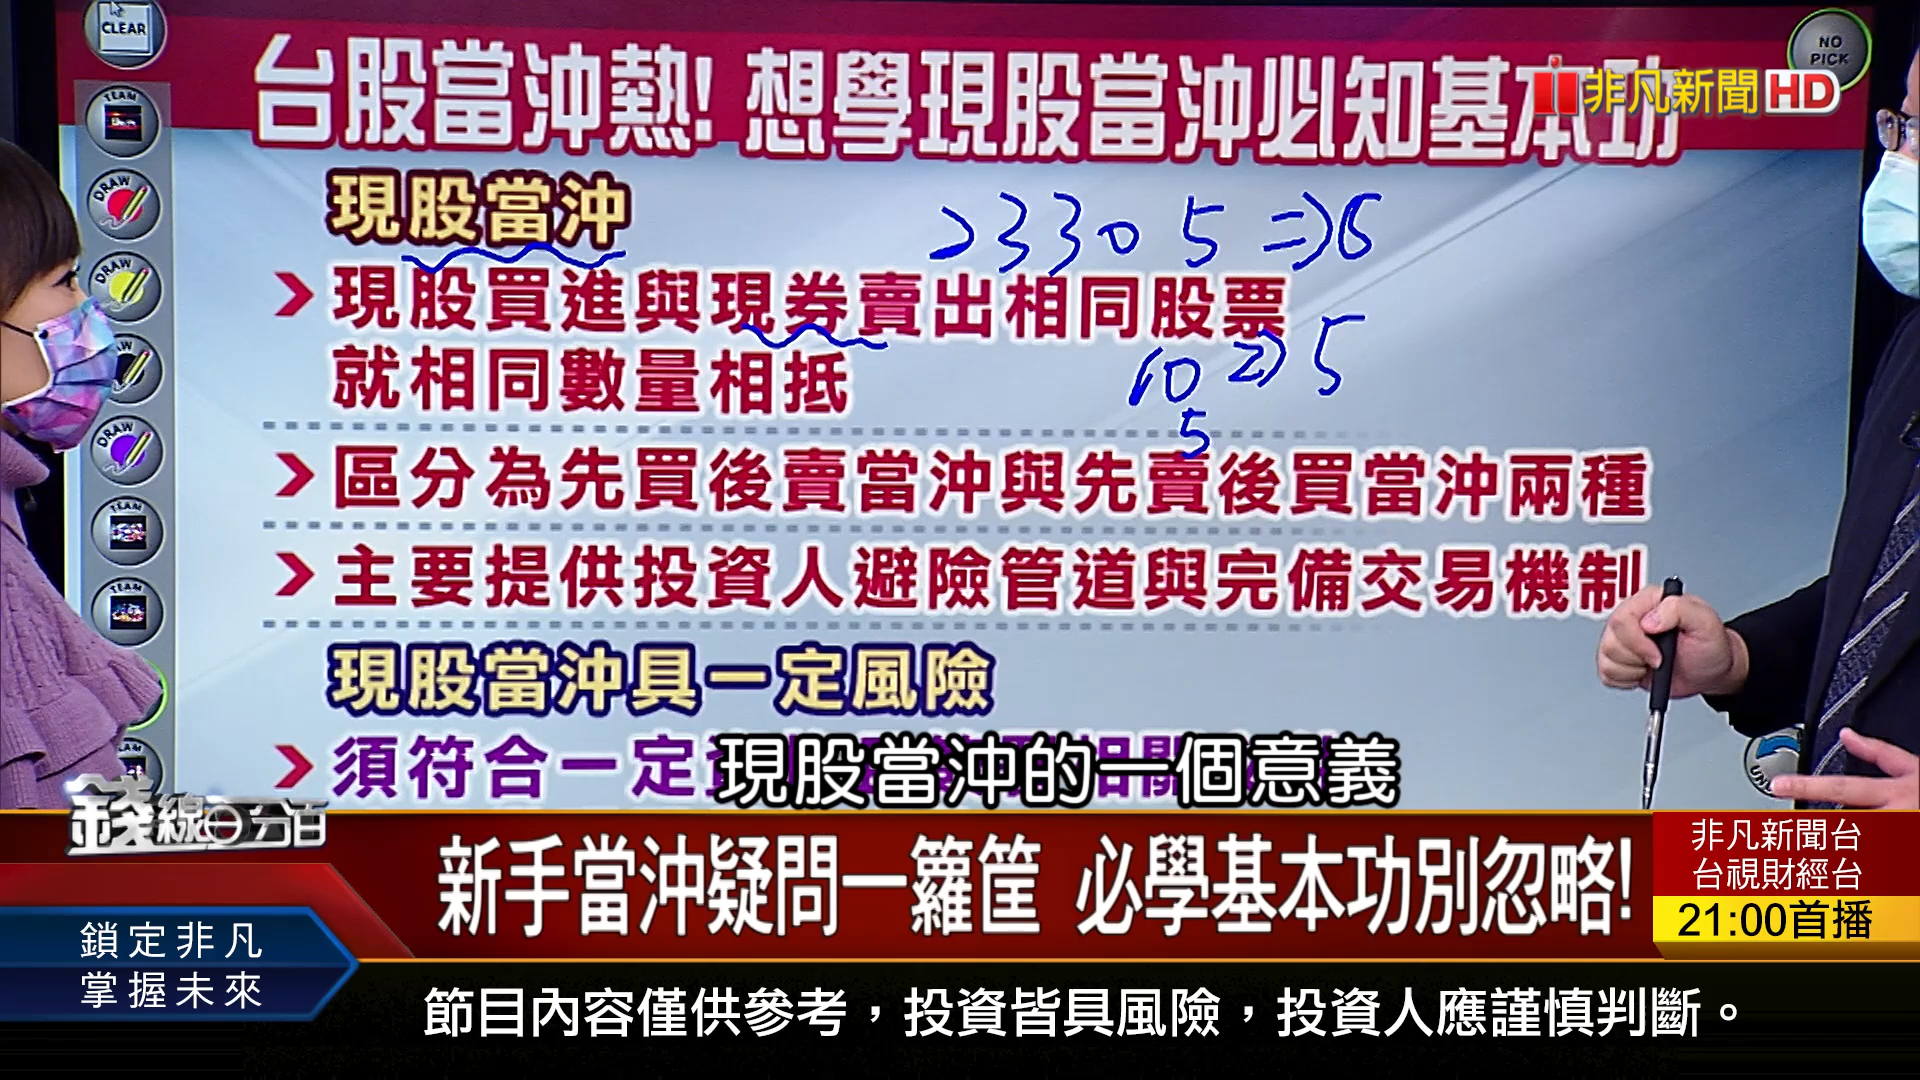 CLEAR
NO
PICK
台股當沖熱! 想學現股當沖必知基本功
非凡新聞HD
TEAM
DRAW
DRAW
DRAW
TEAM
TEAM
現股當沖
2330 5 => 6
現股買進與現券賣出相同股票
就相同數量相抵
10 => 5
5
區分為先買後賣當沖與先賣後買當沖兩種
主要提供投資人避險管道與完備交易機制
現股當沖具一定風險
須符合一定
現股當沖的一個意義
錢線百分百
新手當沖疑問一籮筐 必學基本功別忽略!
非凡新聞台
台視財經台
21:00首播
鎖定非凡
掌握未來
節目內容僅供參考，投資皆具風險，投資人應謹慎判斷。